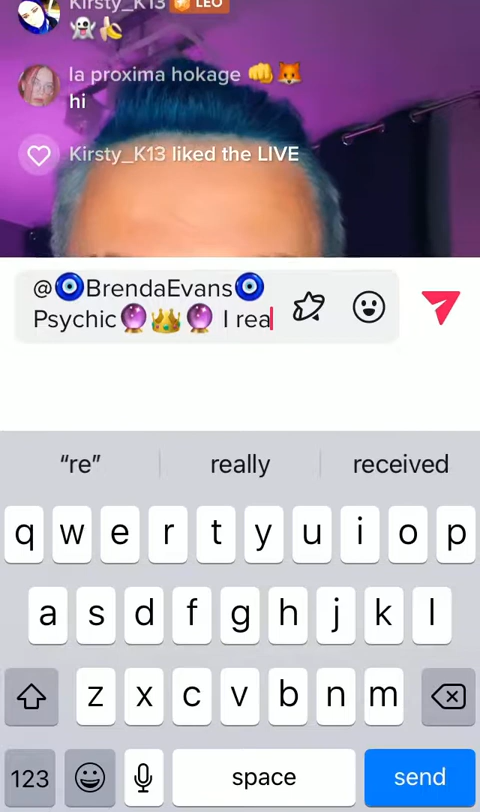 Kirsty_K13 LEO
👻🍌
la proxima hokage 👊🦊
hi
Kirsty_K13 liked the LIVE
@🧿BrendaEvans🧿
Psychic🔮👑🔮 I rea
“re” really received
q w e r t y u i o p
a s d f g h j k l
z x c v b n m
123 space send